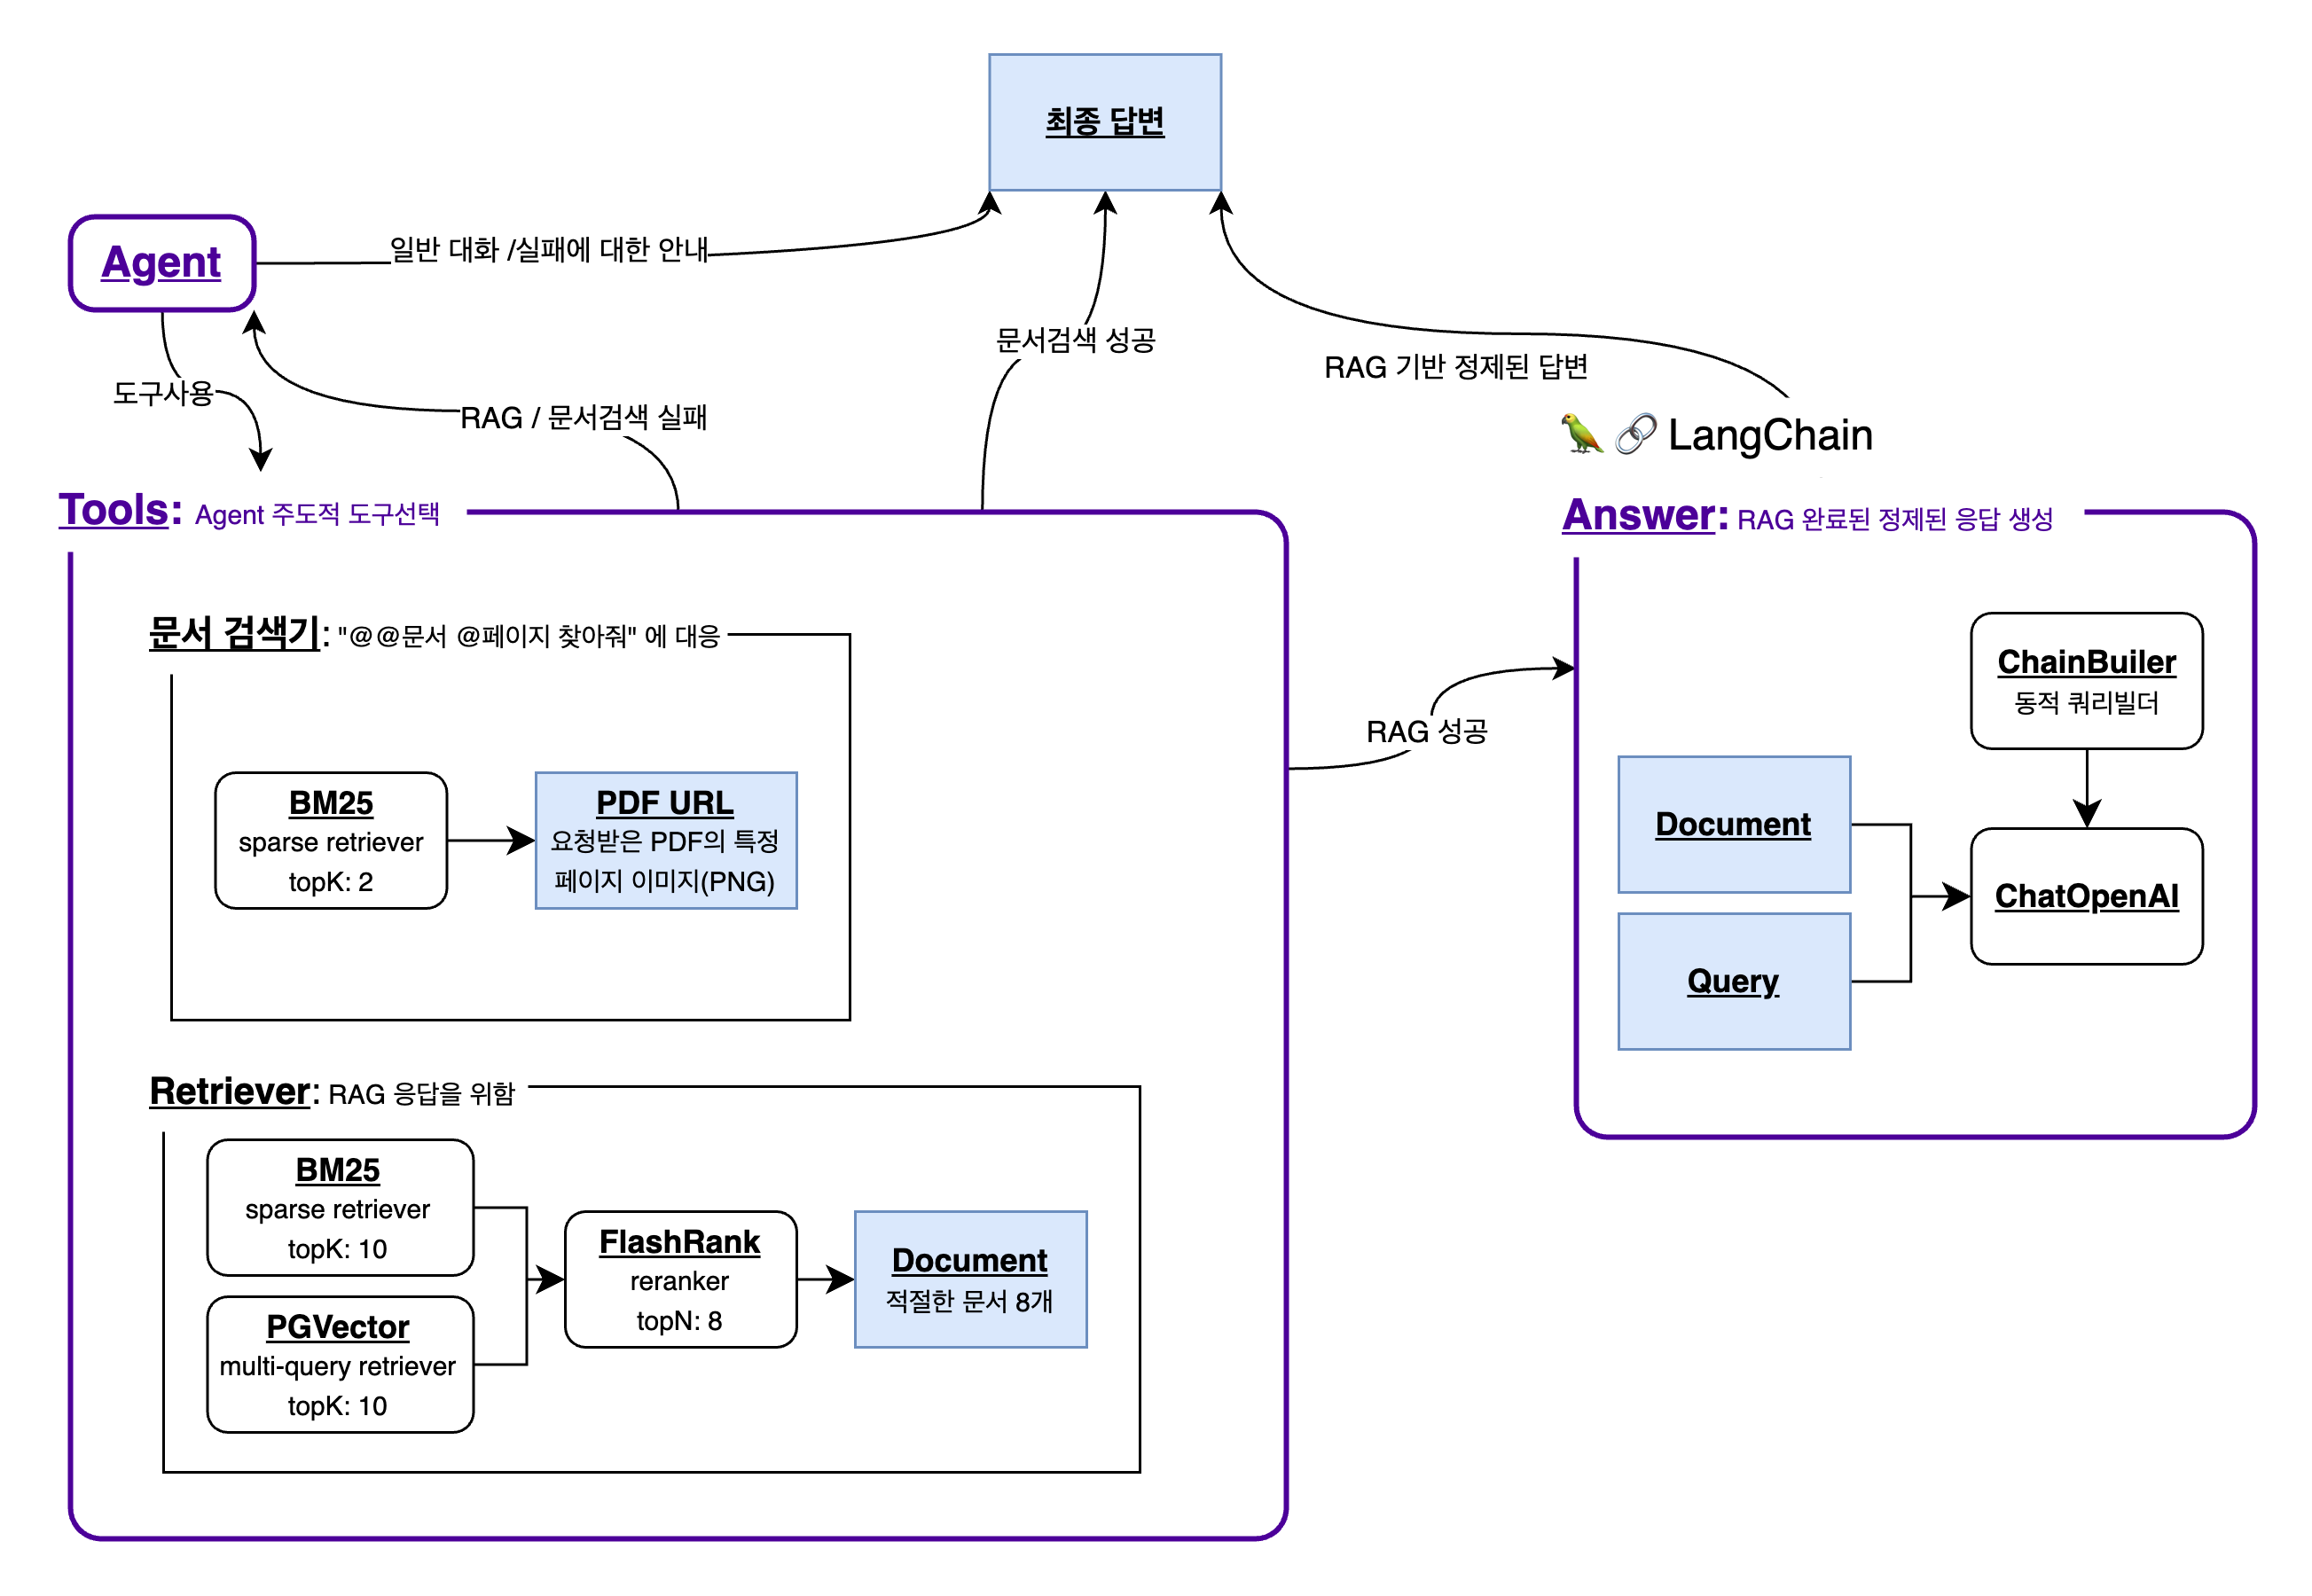 최종 답변
Agent
일반 대화 /실패에 대한 안내
도구사용
RAG / 문서검색 실패
문서검색 성공
RAG 기반 정제된 답변
LangChain
Tools: Agent 주도적 도구선택
문서 검색기: "@@문서 @페이지 찾아줘" 에 대응
BM25
sparse retriever
topK: 2
PDF URL
요청받은 PDF의 특정
페이지 이미지(PNG)
Retriever: RAG 응답을 위함
BM25
sparse retriever
topK: 10
PGVector
multi-query retriever
topK: 10
FlashRank
reranker
topN: 8
Document
적절한 문서 8개
RAG 성공
Answer: RAG 완료된 정제된 응답 생성
ChainBuiler
동적 쿼리빌더
Document
Query
ChatOpenAI